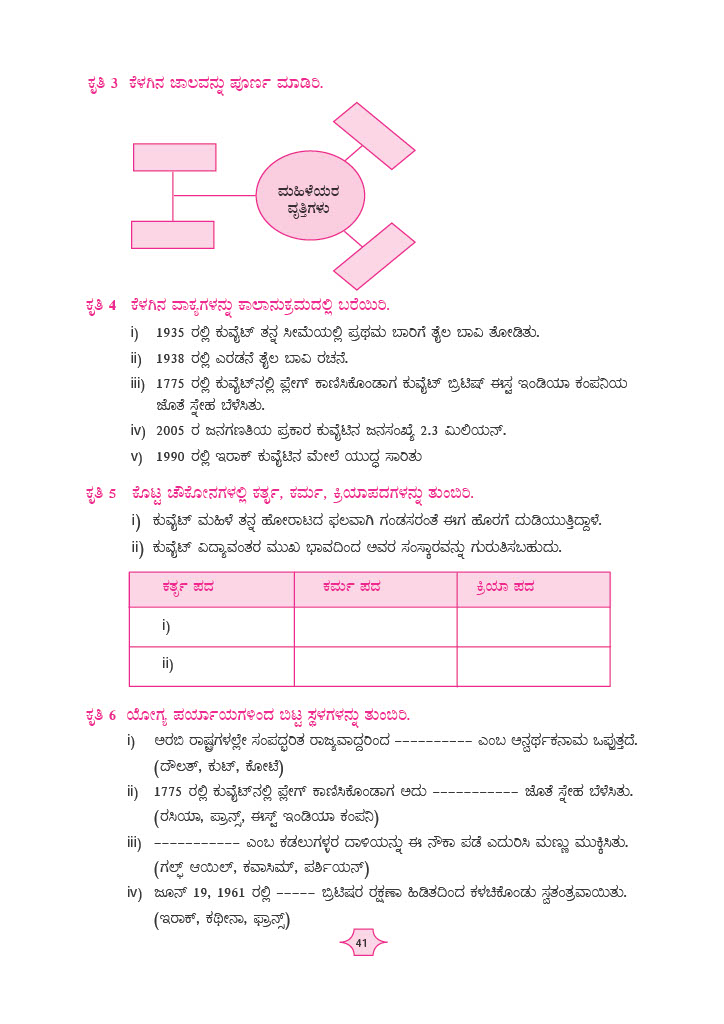 ಕೃತಿ 3 ಕೆಳಗಿನ ಜಾಲವನ್ನು ಪೂರ್ಣ ಮಾಡಿರಿ.
ಮಹಿಳೆಯರ
ವೃತ್ತಿಗಳು
ಕೃತಿ 4 ಕೆಳಗಿನ ವಾಕ್ಯಗಳನ್ನು ಕಾಲಾನುಕ್ರಮದಲ್ಲಿ ಬರೆಯಿರಿ.
i) 1935 ರಲ್ಲಿ ಕುವೈಟ್ ತನ್ನ ಸೀಮೆಯಲ್ಲಿ ಪ್ರಥಮ ಬಾರಿಗೆ ತೈಲ ಬಾವಿ ತೋಡಿತು.
ii) 1938 ರಲ್ಲಿ ಎರಡನೆ ತೈಲ ಬಾವಿ ರಚನೆ.
iii) 1775 ರಲ್ಲಿ ಕುವೈಟ್‌ನಲ್ಲಿ ಪ್ಲೇಗ್ ಕಾಣಿಸಿಕೊಂಡಾಗ ಕುವೈಟ್ ಬ್ರಿಟಿಷ್ ಈಸ್ಟ ಇಂಡಿಯಾ ಕಂಪನಿಯ
ಜೊತೆ ಸ್ನೇಹ ಬೆಳೆಸಿತು.
iv) 2005 ರ ಜನಗಣತಿಯ ಪ್ರಕಾರ ಕುವೈಟಿನ ಜನಸಂಖ್ಯೆ 2.3 ಮಿಲಿಯನ್.
v) 1990 ರಲ್ಲಿ ಇರಾಕ್ ಕುವೈಟಿನ ಮೇಲೆ ಯುದ್ಧ ಸಾರಿತು
ಕೃತಿ 5 ಕೊಟ್ಟ ಚೌಕೋನಗಳಲ್ಲಿ ಕರ್ತೃ, ಕರ್ಮ, ಕ್ರಿಯಾಪದಗಳನ್ನು ತುಂಬಿರಿ.
i) ಕುವೈಟ್ ಮಹಿಳೆ ತನ್ನ ಹೋರಾಟದ ಫಲವಾಗಿ ಗಂಡಸರಂತೆ ಈಗ ಹೊರಗೆ ದುಡಿಯುತ್ತಿದ್ದಾಳೆ.
ii) ಕುವೈಟ್ ವಿದ್ಯಾವಂತರ ಮುಖ ಭಾವದಿಂದ ಅವರ ಸಂಸ್ಕಾರವನ್ನು ಗುರುತಿಸಬಹುದು.
ಕರ್ತೃ ಪದ ಕರ್ಮ ಪದ ಕ್ರಿಯಾ ಪದ
i)
ii)
ಕೃತಿ 6 ಯೋಗ್ಯ ಪರ್ಯಾಯಗಳಿಂದ ಬಿಟ್ಟ ಸ್ಥಳಗಳನ್ನು ತುಂಬಿರಿ.
i) ಅರಬಿ ರಾಷ್ಟ್ರಗಳಲ್ಲೇ ಸಂಪದ್ಭರಿತ ರಾಜ್ಯವಾದ್ದರಿಂದ ---------- ಎಂಬ ಅನ್ವರ್ಥಕನಾಮ ಒಪ್ಪುತ್ತದೆ.
(ದೌಲತ್, ಕುಟ್, ಕೋಟೆ)
ii) 1775 ರಲ್ಲಿ ಕುವೈಟ್‌ನಲ್ಲಿ ಪ್ಲೇಗ್ ಕಾಣಿಸಿಕೊಂಡಾಗ ಅದು ----------- ಜೊತೆ ಸ್ನೇಹ ಬೆಳೆಸಿತು.
(ರಸಿಯಾ, ಪ್ರಾನ್ಸ್, ಈಸ್ಟ್ ಇಂಡಿಯಾ ಕಂಪನಿ)
iii) ----------- ಎಂಬ ಕಡಲುಗಳ್ಳರ ದಾಳಿಯನ್ನು ಈ ನೌಕಾ ಪಡೆ ಎದುರಿಸಿ ಮಣ್ಣು ಮುಕ್ಕಿಸಿತು.
(ಗಲ್ಫ್ ಆಯಿಲ್, ಕವಾಸಿಮ್, ಪರ್ಶಿಯನ್)
iv) ಜೂನ್ 19, 1961 ರಲ್ಲಿ ----- ಬ್ರಿಟಿಷರ ರಕ್ಷಣಾ ಹಿಡಿತದಿಂದ ಕಳಚಿಕೊಂಡು ಸ್ವತಂತ್ರವಾಯಿತು.
(ಇರಾಕ್, ಕಥೀನಾ, ಫ್ರಾನ್ಸ್)
41